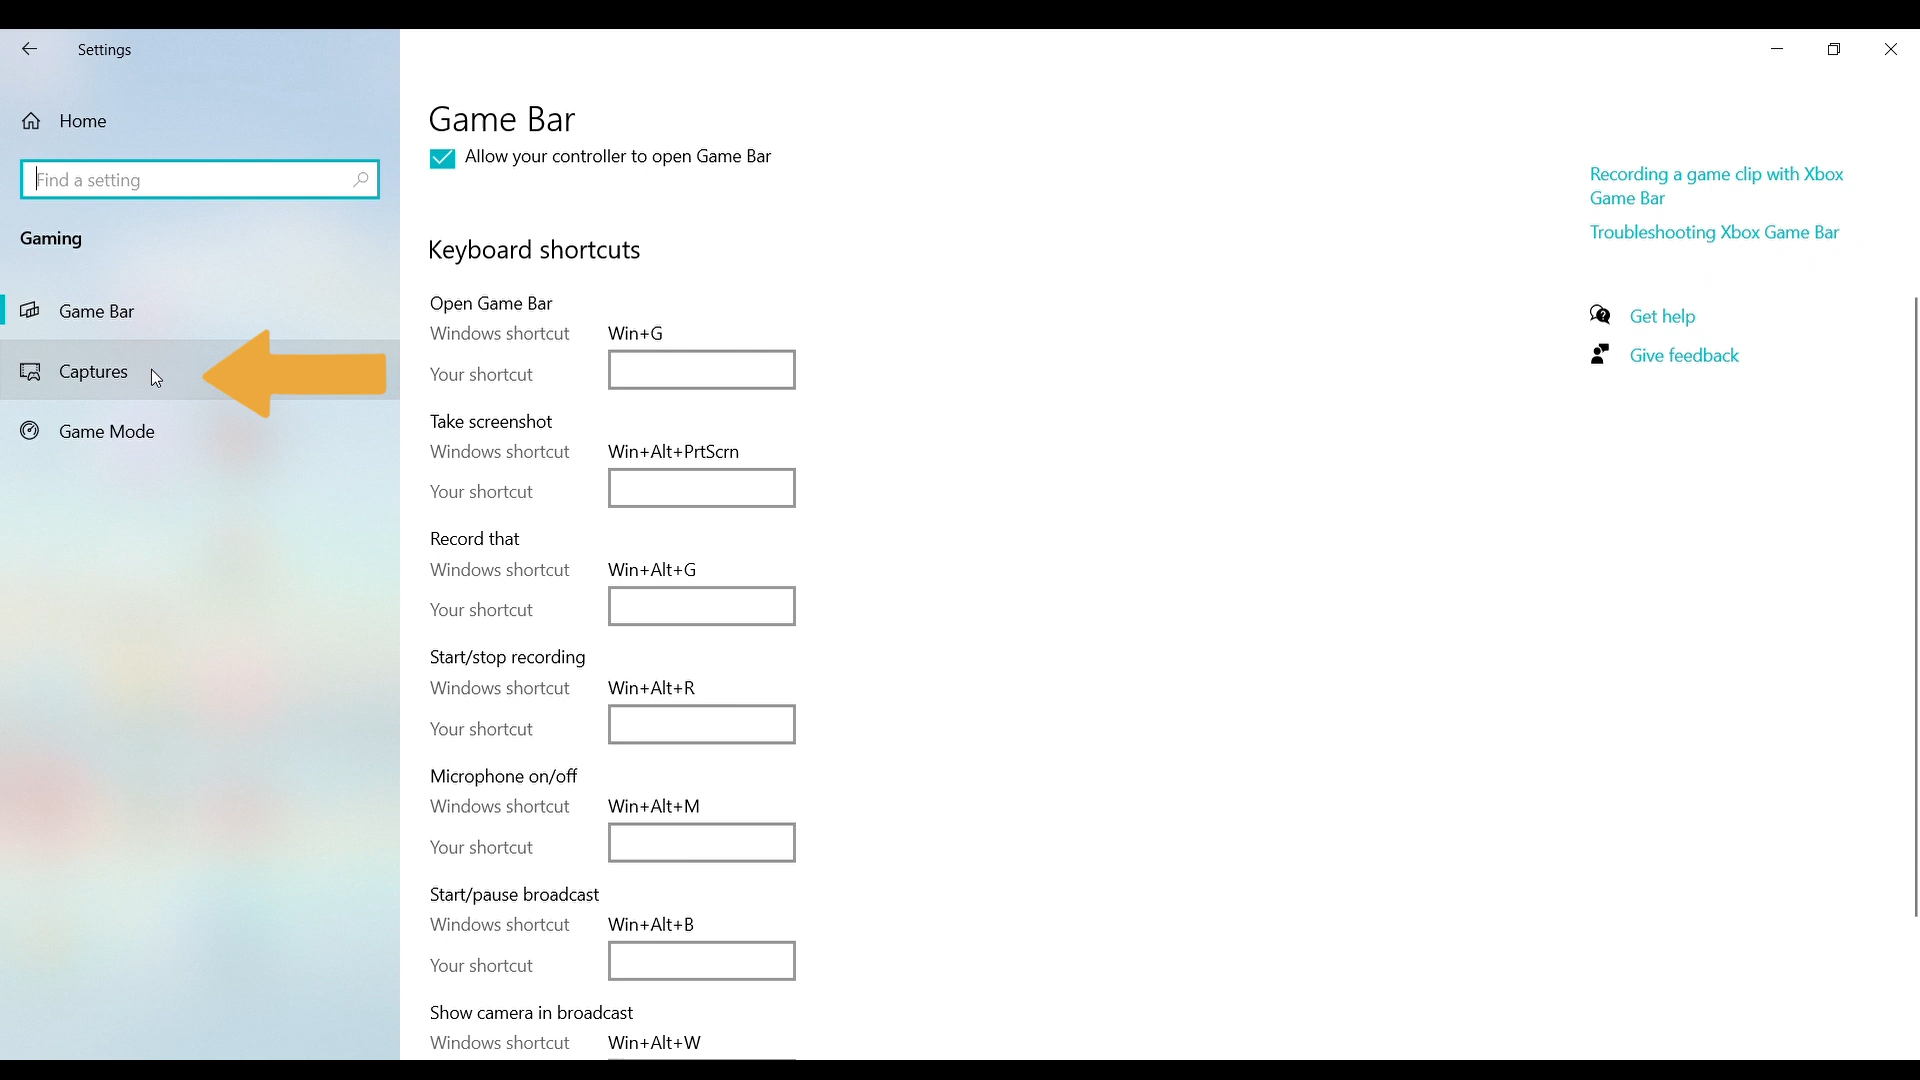 Settings
Home
Find a setting
Gaming
Game Bar
Captures
Game Mode
Game Bar
Allow your controller to open Game Bar
Keyboard shortcuts
Open Game Bar
Windows shortcut Win+G
Your shortcut
Take screenshot
Windows shortcut Win+Alt+PrtScrn
Your shortcut
Record that
Windows shortcut Win+Alt+G
Your shortcut
Start/stop recording
Windows shortcut Win+Alt+R
Your shortcut
Microphone on/off
Windows shortcut Win+Alt+M
Your shortcut
Start/pause broadcast
Windows shortcut Win+Alt+B
Your shortcut
Show camera in broadcast
Windows shortcut Win+Alt+W
Recording a game clip with Xbox
Game Bar
Troubleshooting Xbox Game Bar
Get help
Give feedback